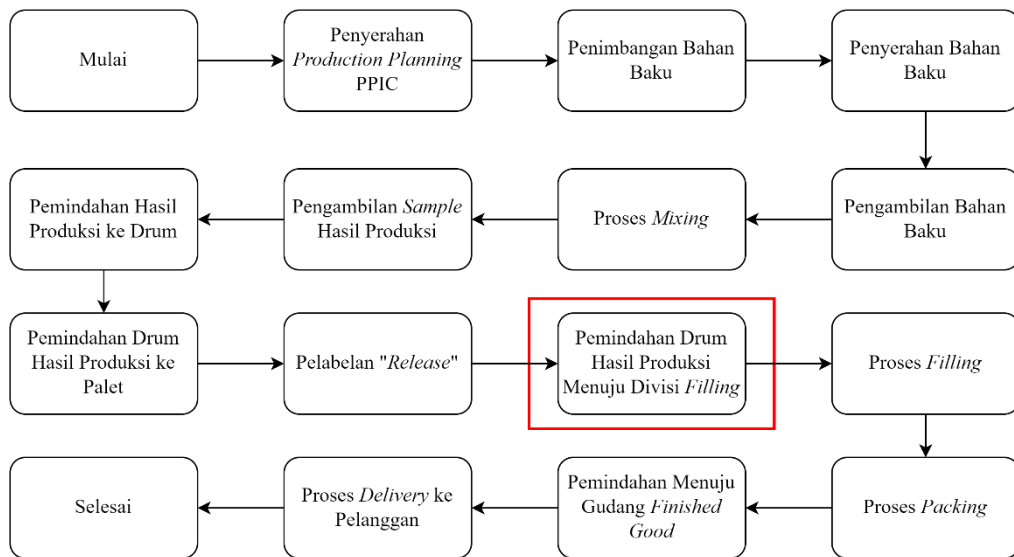 Mulai
Penyerahan
Production Planning
PPIC
Penimbangan Bahan
Baku
Penyerahan Bahan
Baku
Pengambilan Bahan
Baku
Proses Mixing
Pengambilan Sample
Hasil Produksi
Pemindahan Hasil
Produksi ke Drum
Pemindahan Drum
Hasil Produksi ke
Palet
Pelabelan "Release"
Pemindahan Drum
Hasil Produksi
Menuju Divisi Filling
Proses Filling
Proses Packing
Pemindahan Menuju
Gudang Finished
Good
Proses Delivery ke
Pelanggan
Selesai